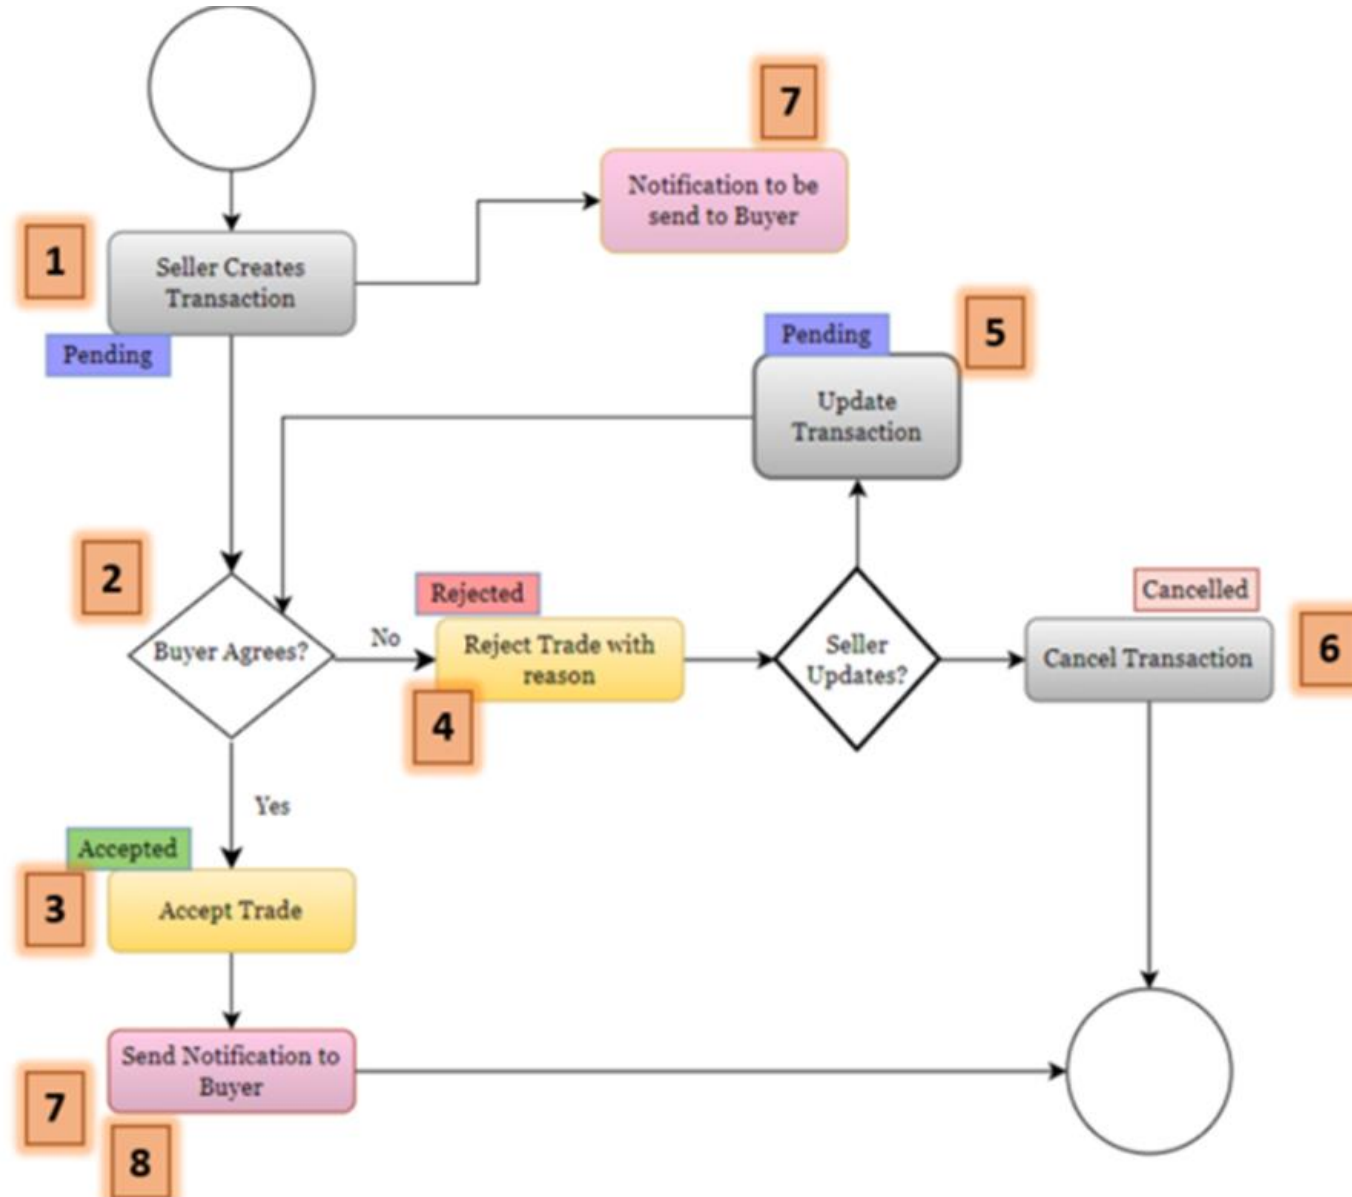 7
Notification to be
send to Buyer
1
Seller Creates
Transaction
Pending
Pending
5
Update
Transaction
2
Buyer Agrees?
No
Rejected
Reject Trade with
reason
4
Seller
Updates?
Cancelled
Cancel Transaction
6
Yes
Accepted
3
Accept Trade
Send Notification to
Buyer
7
8